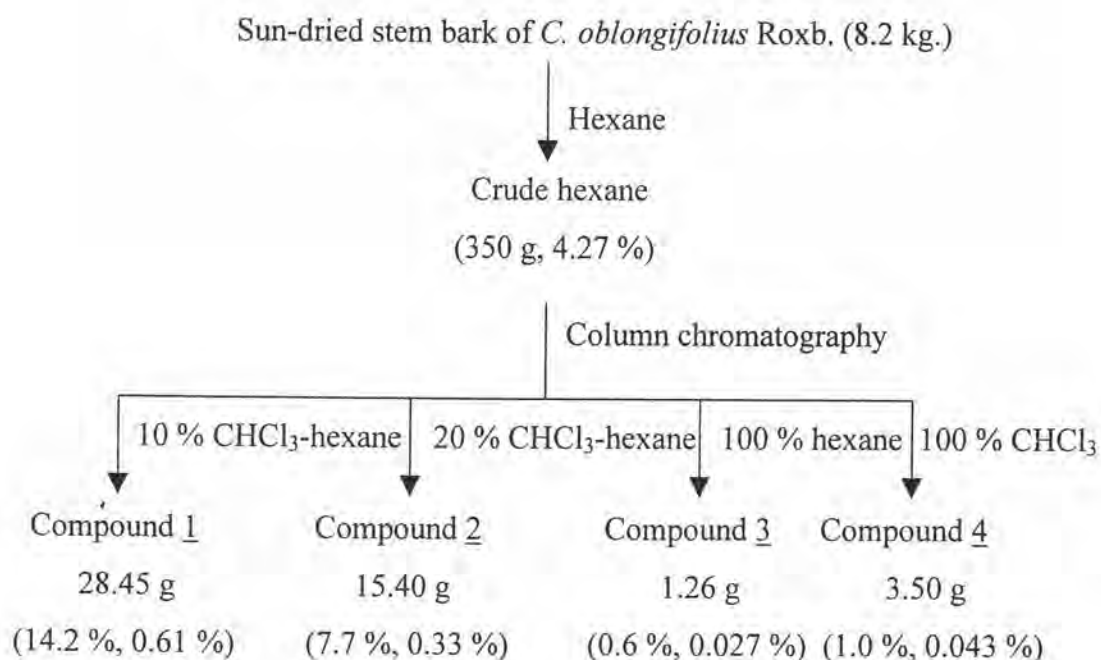 Sun-dried stem bark of C. oblongifolius Roxb. (8.2 kg.)
Hexane
Crude hexane
(350 g, 4.27 %)
Column chromatography
10 % CHCl₃-hexane 20 % CHCl₃-hexane 100 % hexane 100 % CHCl₃
Compound 1 Compound 2 Compound 3 Compound 4
28.45 g 15.40 g 1.26 g 3.50 g
(14.2 %, 0.61 %) (7.7 %, 0.33 %) (0.6 %, 0.027 %) (1.0 %, 0.043 %)